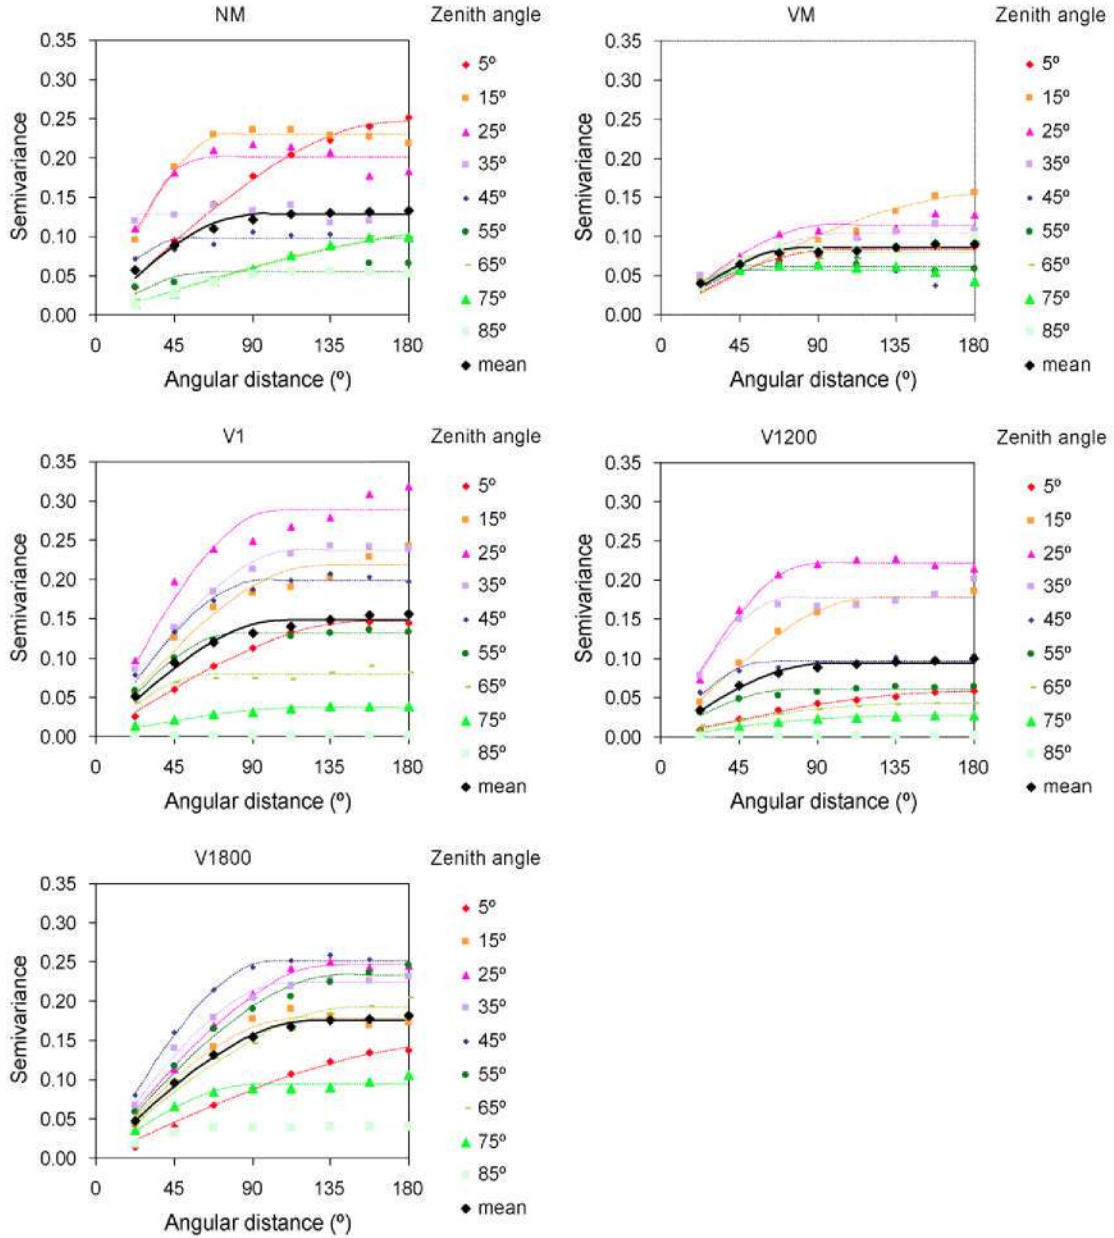 NM Zenith angle
0.35
0.30
0.25
0.20
0.15
0.10
0.05
0.00
Semivariance
0 45 90 135 180
Angular distance (º)
5º
15º
25º
35º
45º
55º
65º
75º
85º
mean
VM Zenith angle
0.35
0.30
0.25
0.20
0.15
0.10
0.05
0.00
Semivariance
0 45 90 135 180
Angular distance (º)
5º
15º
25º
35º
45º
55º
65º
75º
85º
mean
V1 Zenith angle
0.35
0.30
0.25
0.20
0.15
0.10
0.05
0.00
Semivariance
0 45 90 135 180
Angular distance (º)
5º
15º
25º
35º
45º
55º
65º
75º
85º
mean
V1200 Zenith angle
0.35
0.30
0.25
0.20
0.15
0.10
0.05
0.00
Semivariance
0 45 90 135 180
Angular distance (º)
5º
15º
25º
35º
45º
55º
65º
75º
85º
mean
V1800 Zenith angle
0.35
0.30
0.25
0.20
0.15
0.10
0.05
0.00
Semivariance
0 45 90 135 180
Angular distance (º)
5º
15º
25º
35º
45º
55º
65º
75º
85º
mean